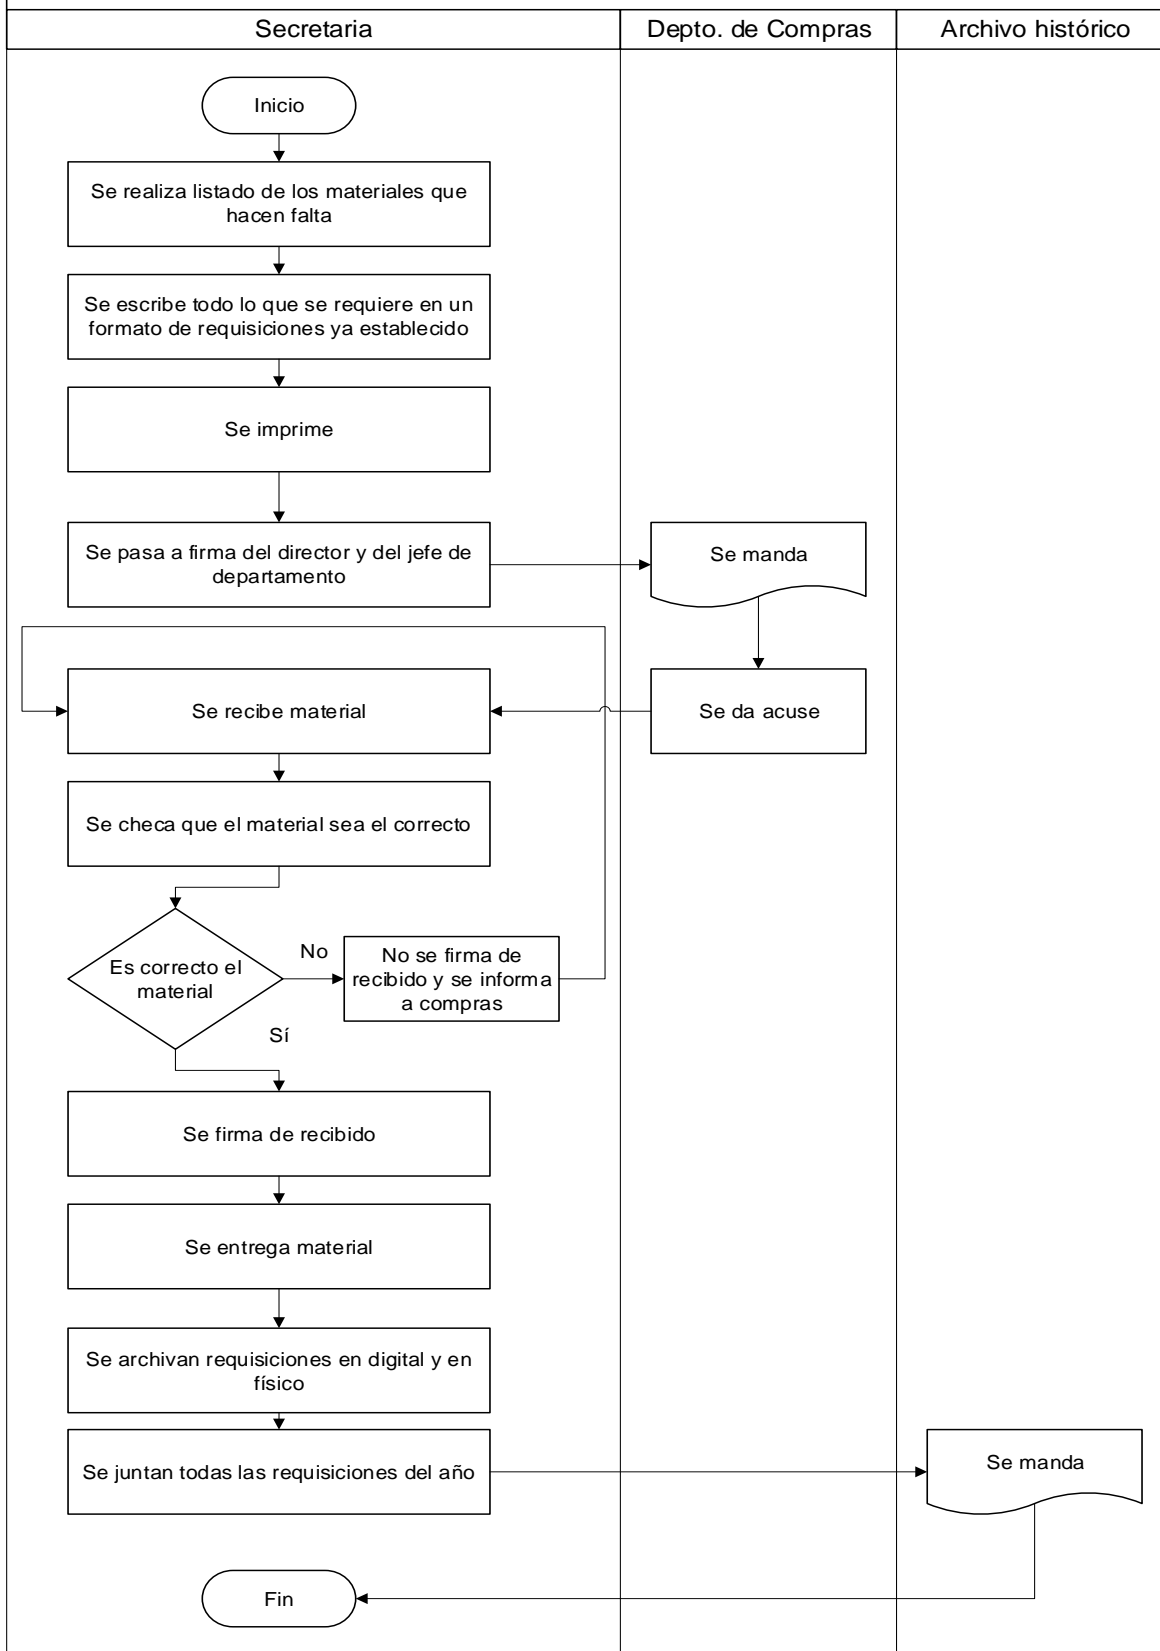 Secretaria
Depto. de Compras
Archivo histórico
Inicio
Se realiza listado de los materiales que
hacen falta
Se escribe todo lo que se requiere en un
formato de requisiciones ya establecido
Se imprime
Se pasa a firma del director y del jefe de
departamento
Se manda
Se recibe material
Se da acuse
Se checa que el material sea el correcto
Es correcto el
material
No
No se firma de
recibido y se informa
a compras
Sí
Se firma de recibido
Se entrega material
Se archivan requisiciones en digital y en
físico
Se juntan todas las requisiciones del año
Se manda
Fin